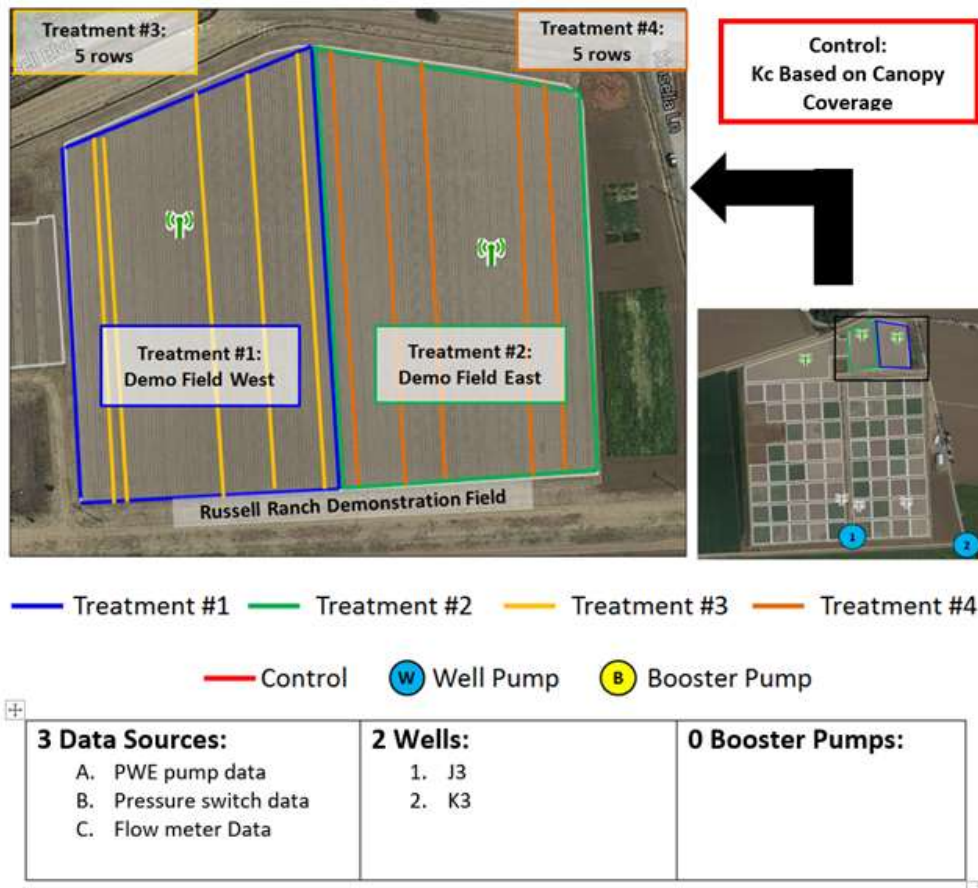 Treatment #3:
5 rows
Treatment #4:
5 rows
Control:
Kc Based on Canopy
Coverage
Treatment #1:
Demo Field West
Treatment #2:
Demo Field East
Russell Ranch Demonstration Field
1
2
Treatment #1
Treatment #2
Treatment #3
Treatment #4
Control
W
Well Pump
B
Booster Pump
3 Data Sources:
A. PWE pump data
B. Pressure switch data
C. Flow meter Data
2 Wells:
1. J3
2. K3
0 Booster Pumps: